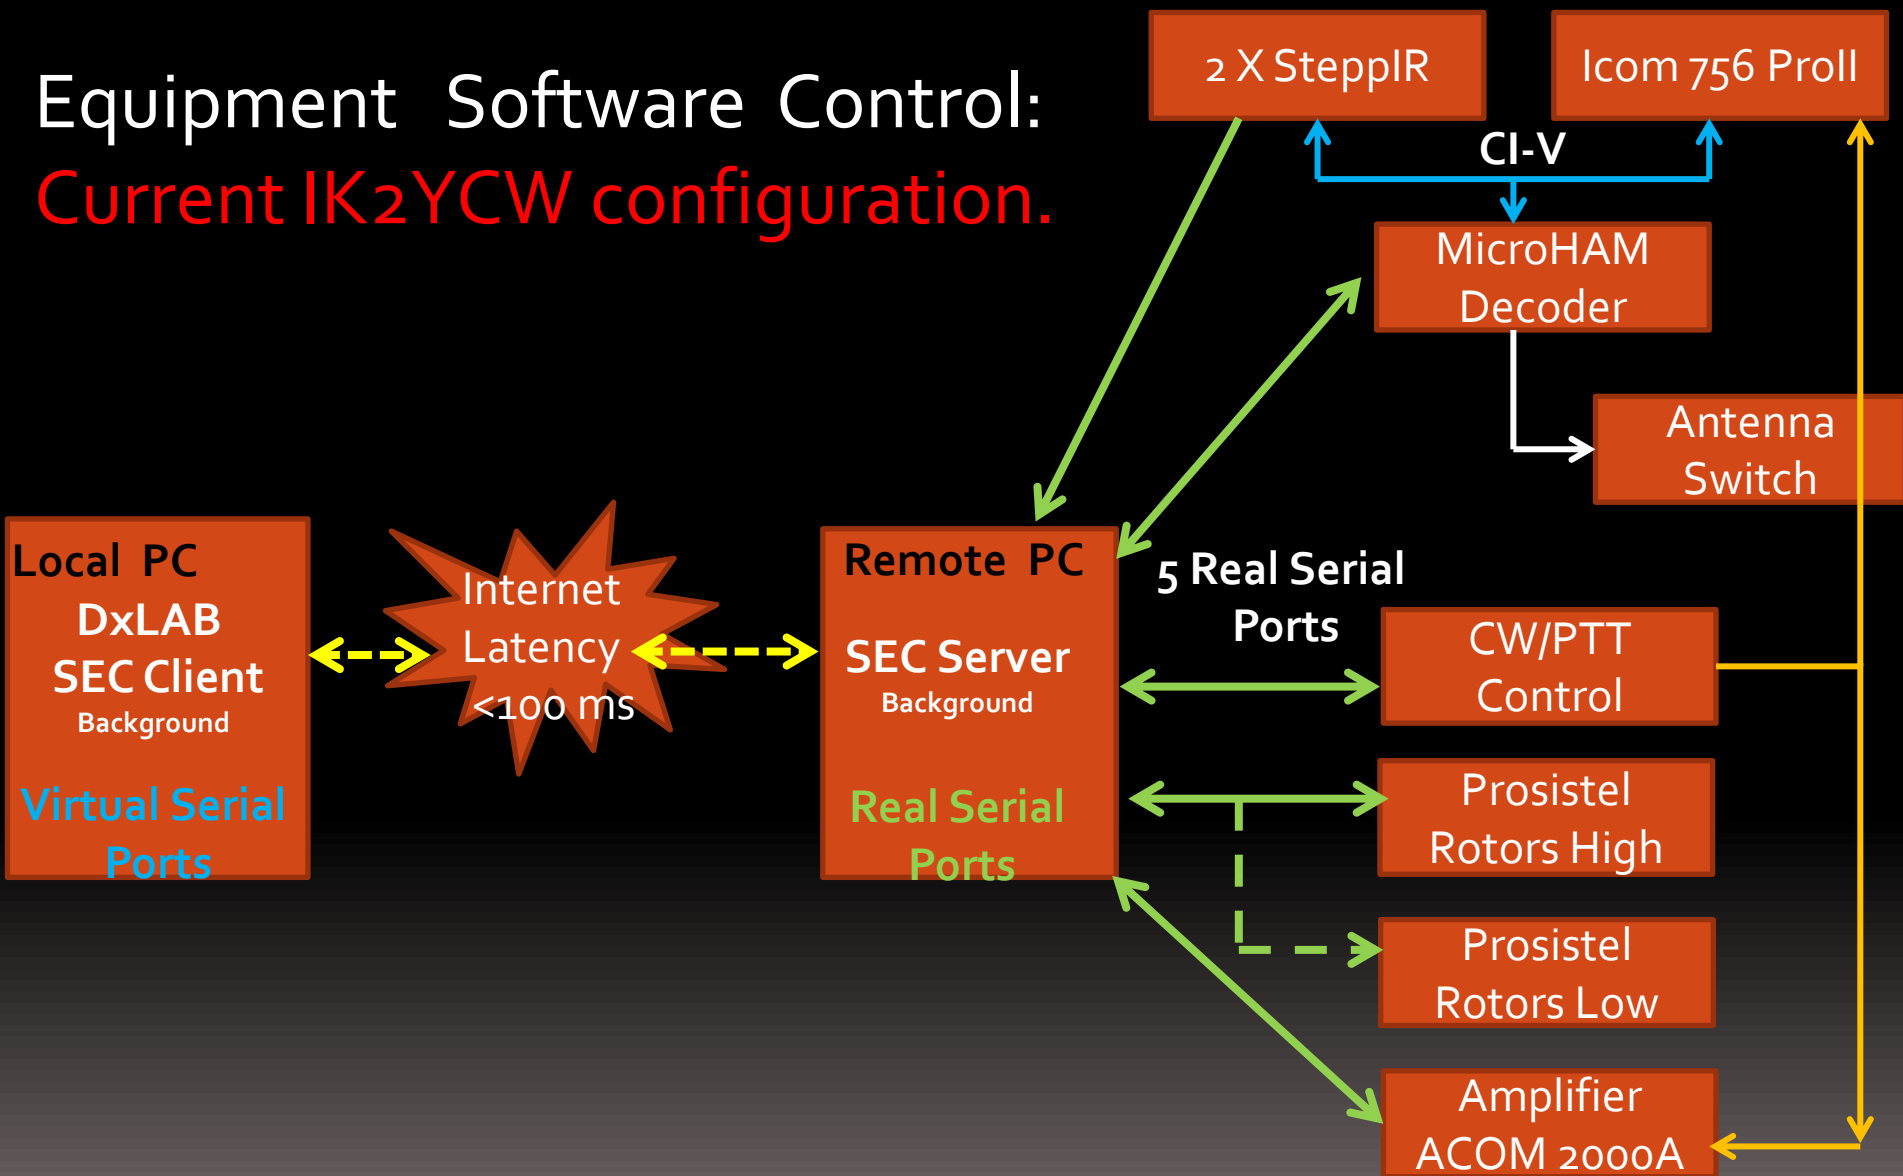 Equipment Software Control:
Current IK2YCW configuration.
2 X SteppIR
Icom 756 ProII
CI-V
MicroHAM
Decoder
Antenna
Switch
Local PC
DxLAB
SEC Client
Background
Virtual Serial
Ports
Internet
Latency
<100 ms
Remote PC
SEC Server
Background
Real Serial
Ports
5 Real Serial
Ports
CW/PTT
Control
Prosistel
Rotors High
Prosistel
Rotors Low
Amplifier
ACOM 2000A